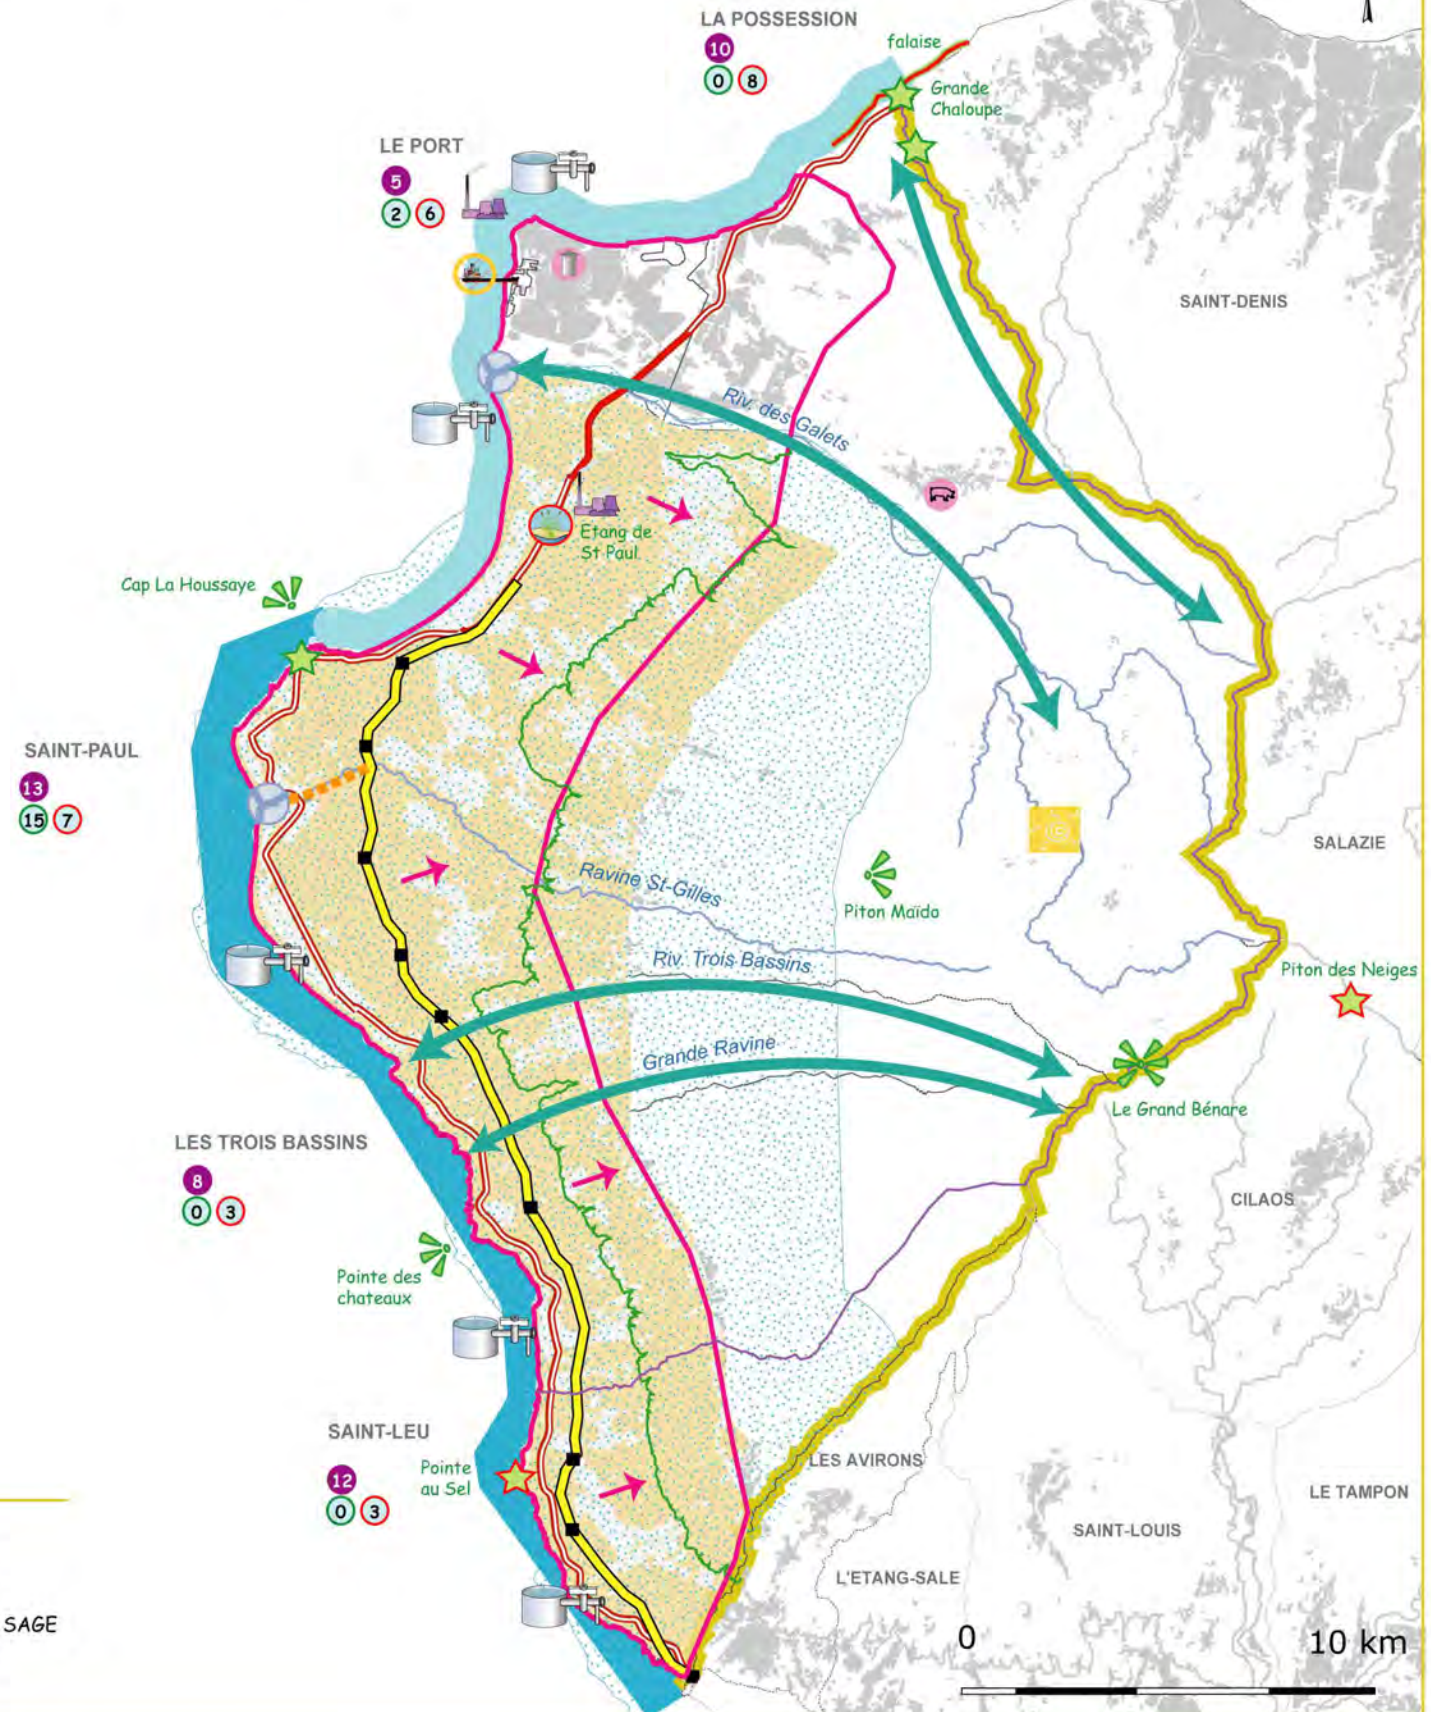 LA POSSESSION
10
0 8
falaise
Grande
Chaloupe
LE PORT
5
2 6
SAINT-DENIS
Riv. des Galets
Etang de
St Paul
Cap La Houssaye
SAINT-PAUL
13
15 7
SALAZIE
Ravine St-Gilles
Piton Maïdo
Riv. Trois Bassins
Piton des Neiges
Grande Ravine
Le Grand Bénare
LES TROIS BASSINS
8
0 3
CILAOS
Pointe des
chateaux
SAINT-LEU
12
0 3
Pointe
au Sel
LES AVIRONS
LE TAMPON
SAINT-LOUIS
L'ETANG-SALE
SAGE
0
10 km